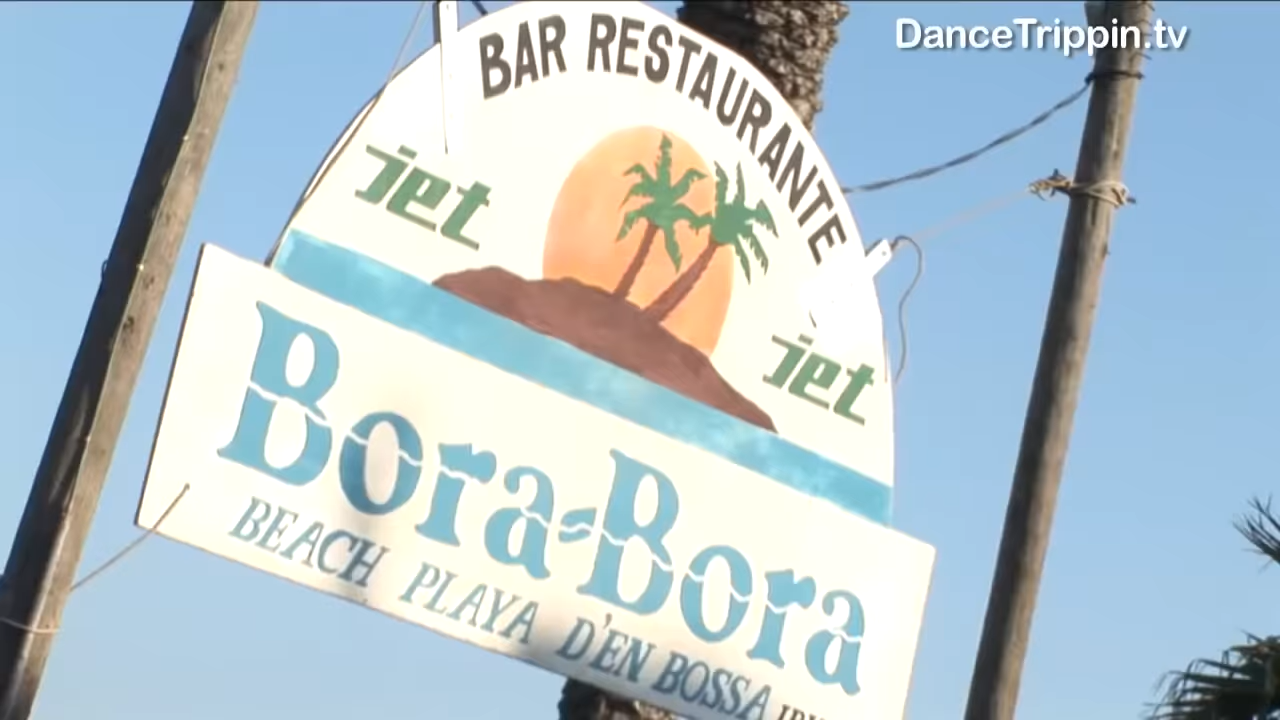 DanceTrippin.tv
BAR RESTAURANTE
jet
jet
Bora-Bora
BEACH PLAYA D'EN BOSSA